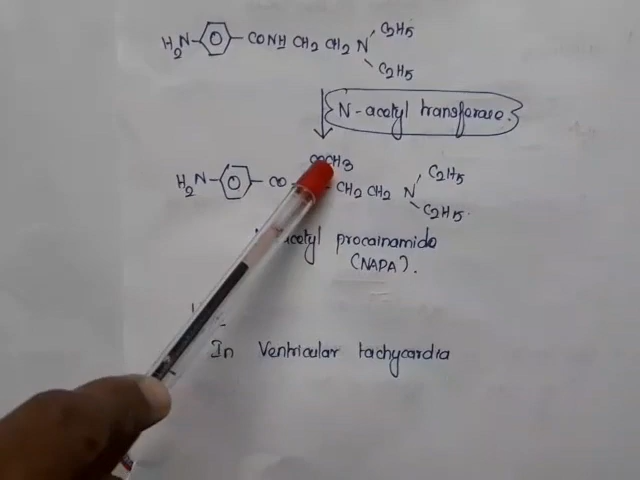 H₂N- -CONH CH₂ CH₂ N
C₂H₅
C₂H₅
N-acetyl transferase.
COCH₃
H₂N- -CO- CH₂ CH₂ N
C₂H₅
C₂H₅.
procainamide
(NAPA).
In Ventricular tachycardia